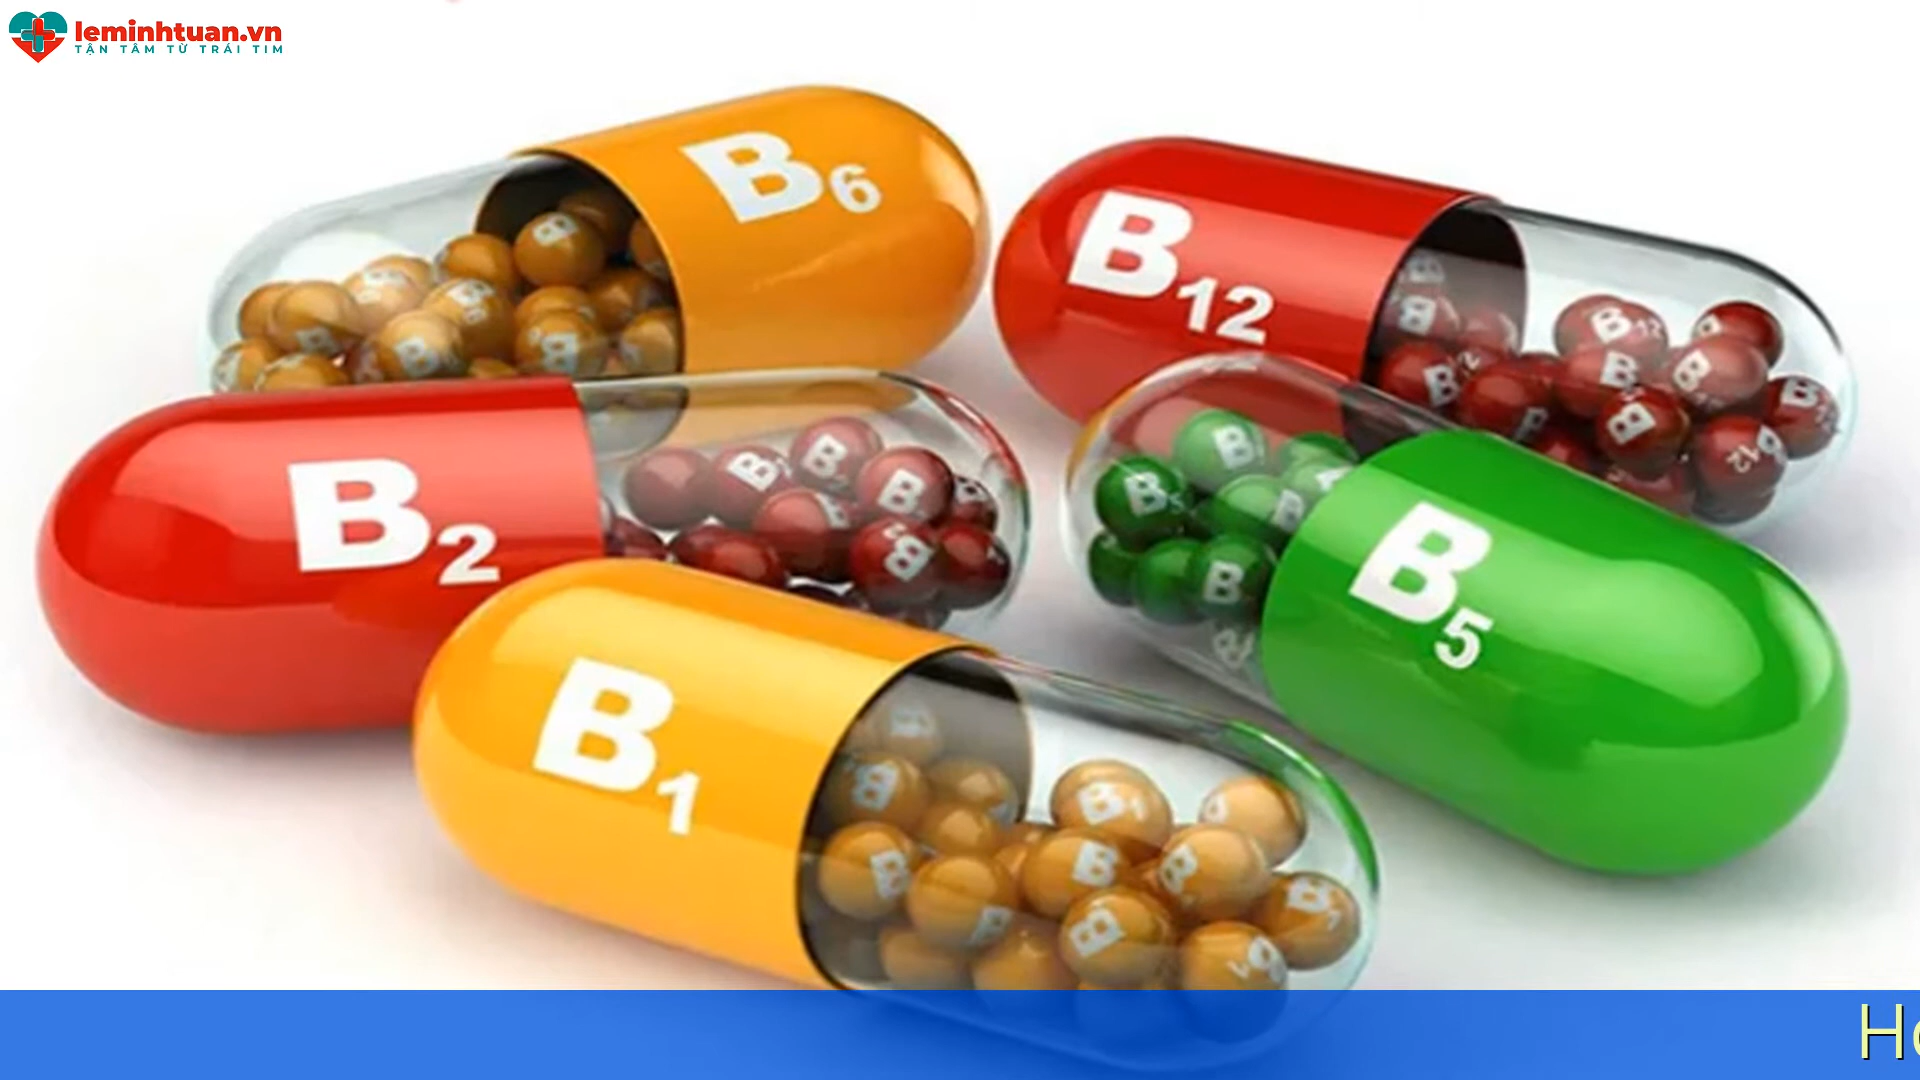 leminhtuan.vn
TẬN TÂM TỪ TRÁI TIM
B6
B12
B2
B5
B1